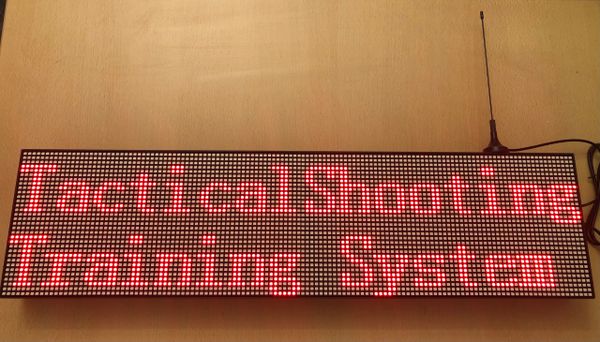 TacticalShooting
Training System